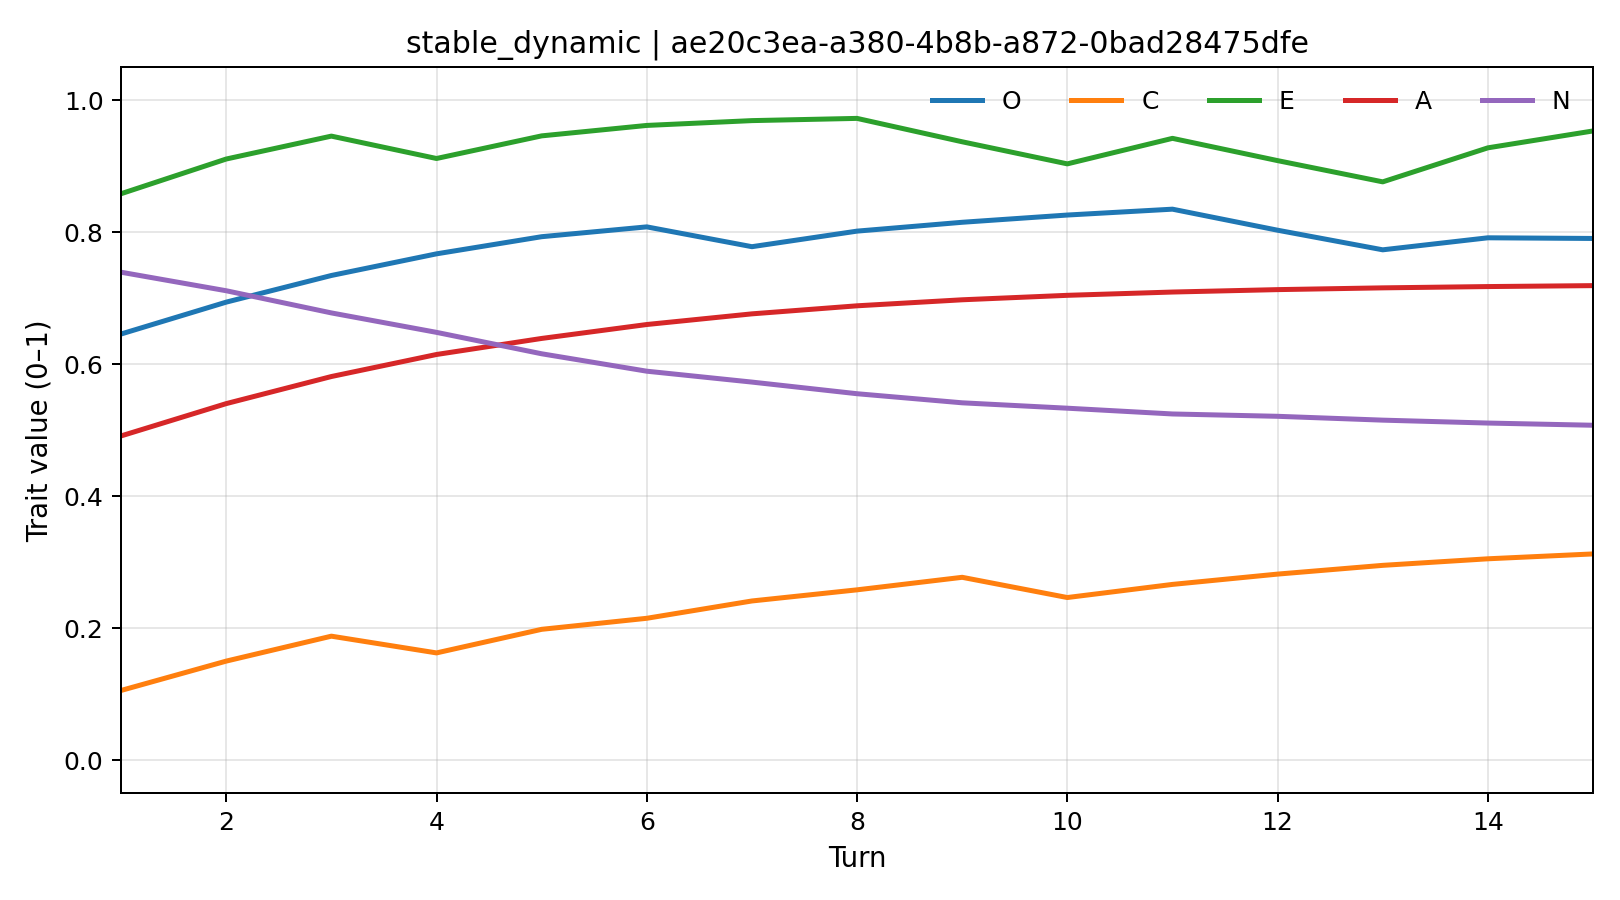 stable_dynamic | ae20c3ea-a380-4b8b-a872-0bad28475dfe
O C E A N
1.0
0.8
0.6
0.4
0.2
0.0
Trait value (0–1)
2 4 6 8 10 12 14
Turn